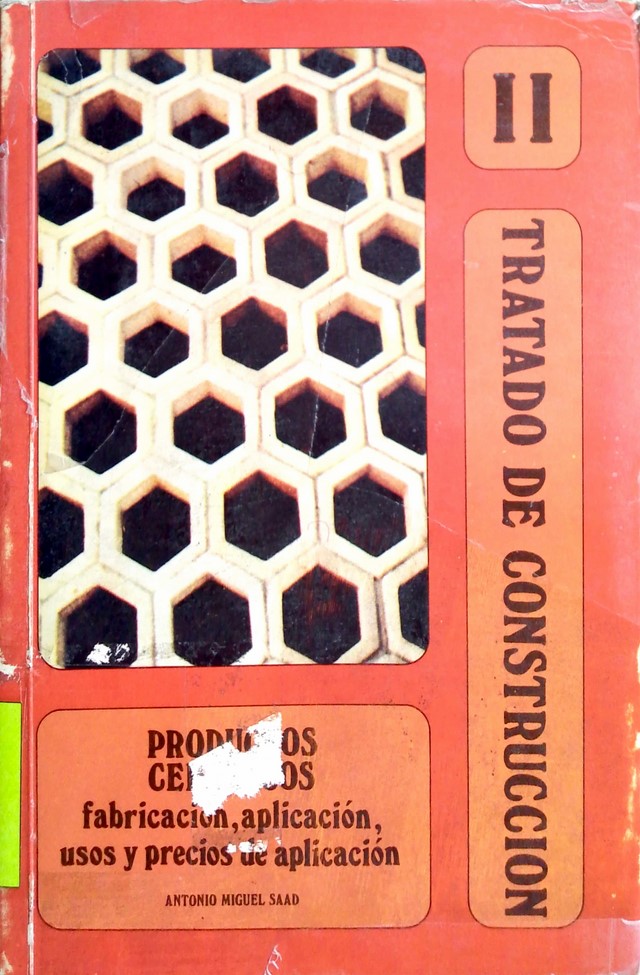 II
TRATADO DE CONSTRUCCION
fabricación, aplicación,
usos y precios de aplicación
ANTONIO MIGUEL SAAD